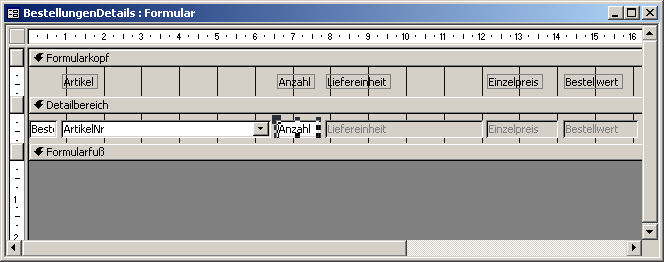 BestellungenDetails : Formular
1 2 3 4 5 6 7 8 9 10 11 12 13 14 15 16
Formularkopf
Artikel Anzahl Liefereinheit Einzelpreis Bestellwert
Detailbereich
Beste ArtikelNr Anzahl Liefereinheit Einzelpreis Bestellwert
Formularfuß
1
2